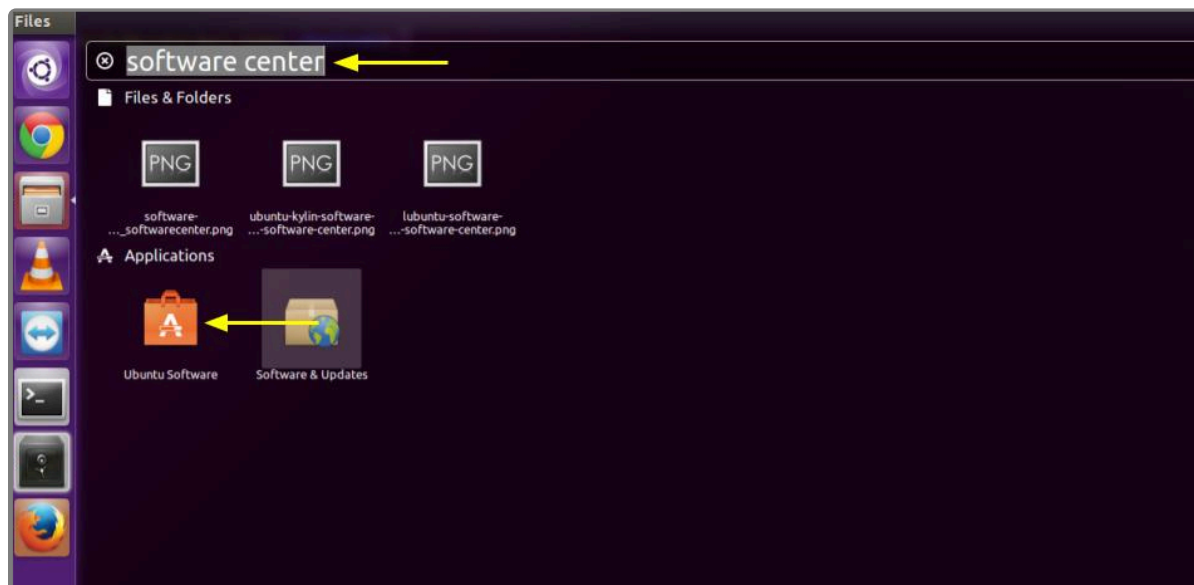 Files
software center
Files & Folders
PNG
PNG
PNG
software-
..._softwarecenter.png
ubuntu-kylin-software-
...-software-center.png
lubuntu-software-
...-software-center.png
Applications
Ubuntu Software
Software & Updates
>_